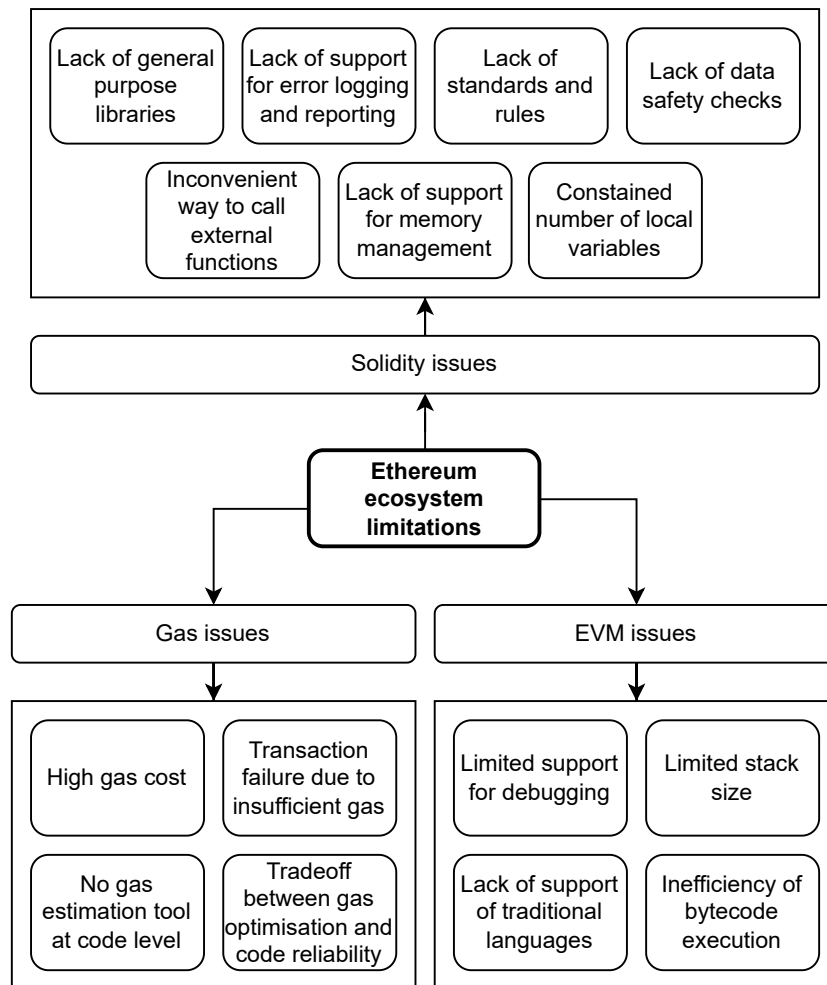 Lack of general
purpose
libraries
Lack of support
for error logging
and reporting
Lack of
standards and
rules
Lack of data
safety checks
Inconvenient
way to call
external
functions
Lack of support
for memory
management
Constained
number of local
variables
Solidity issues
Ethereum
ecosystem
limitations
Gas issues
EVM issues
High gas cost
Transaction
failure due to
insufficient gas
No gas
estimation tool
at code level
Tradeoff
between gas
optimisation and
code reliability
Limited support
for debugging
Limited stack
size
Lack of support
of traditional
languages
Inefficiency of
bytecode
execution